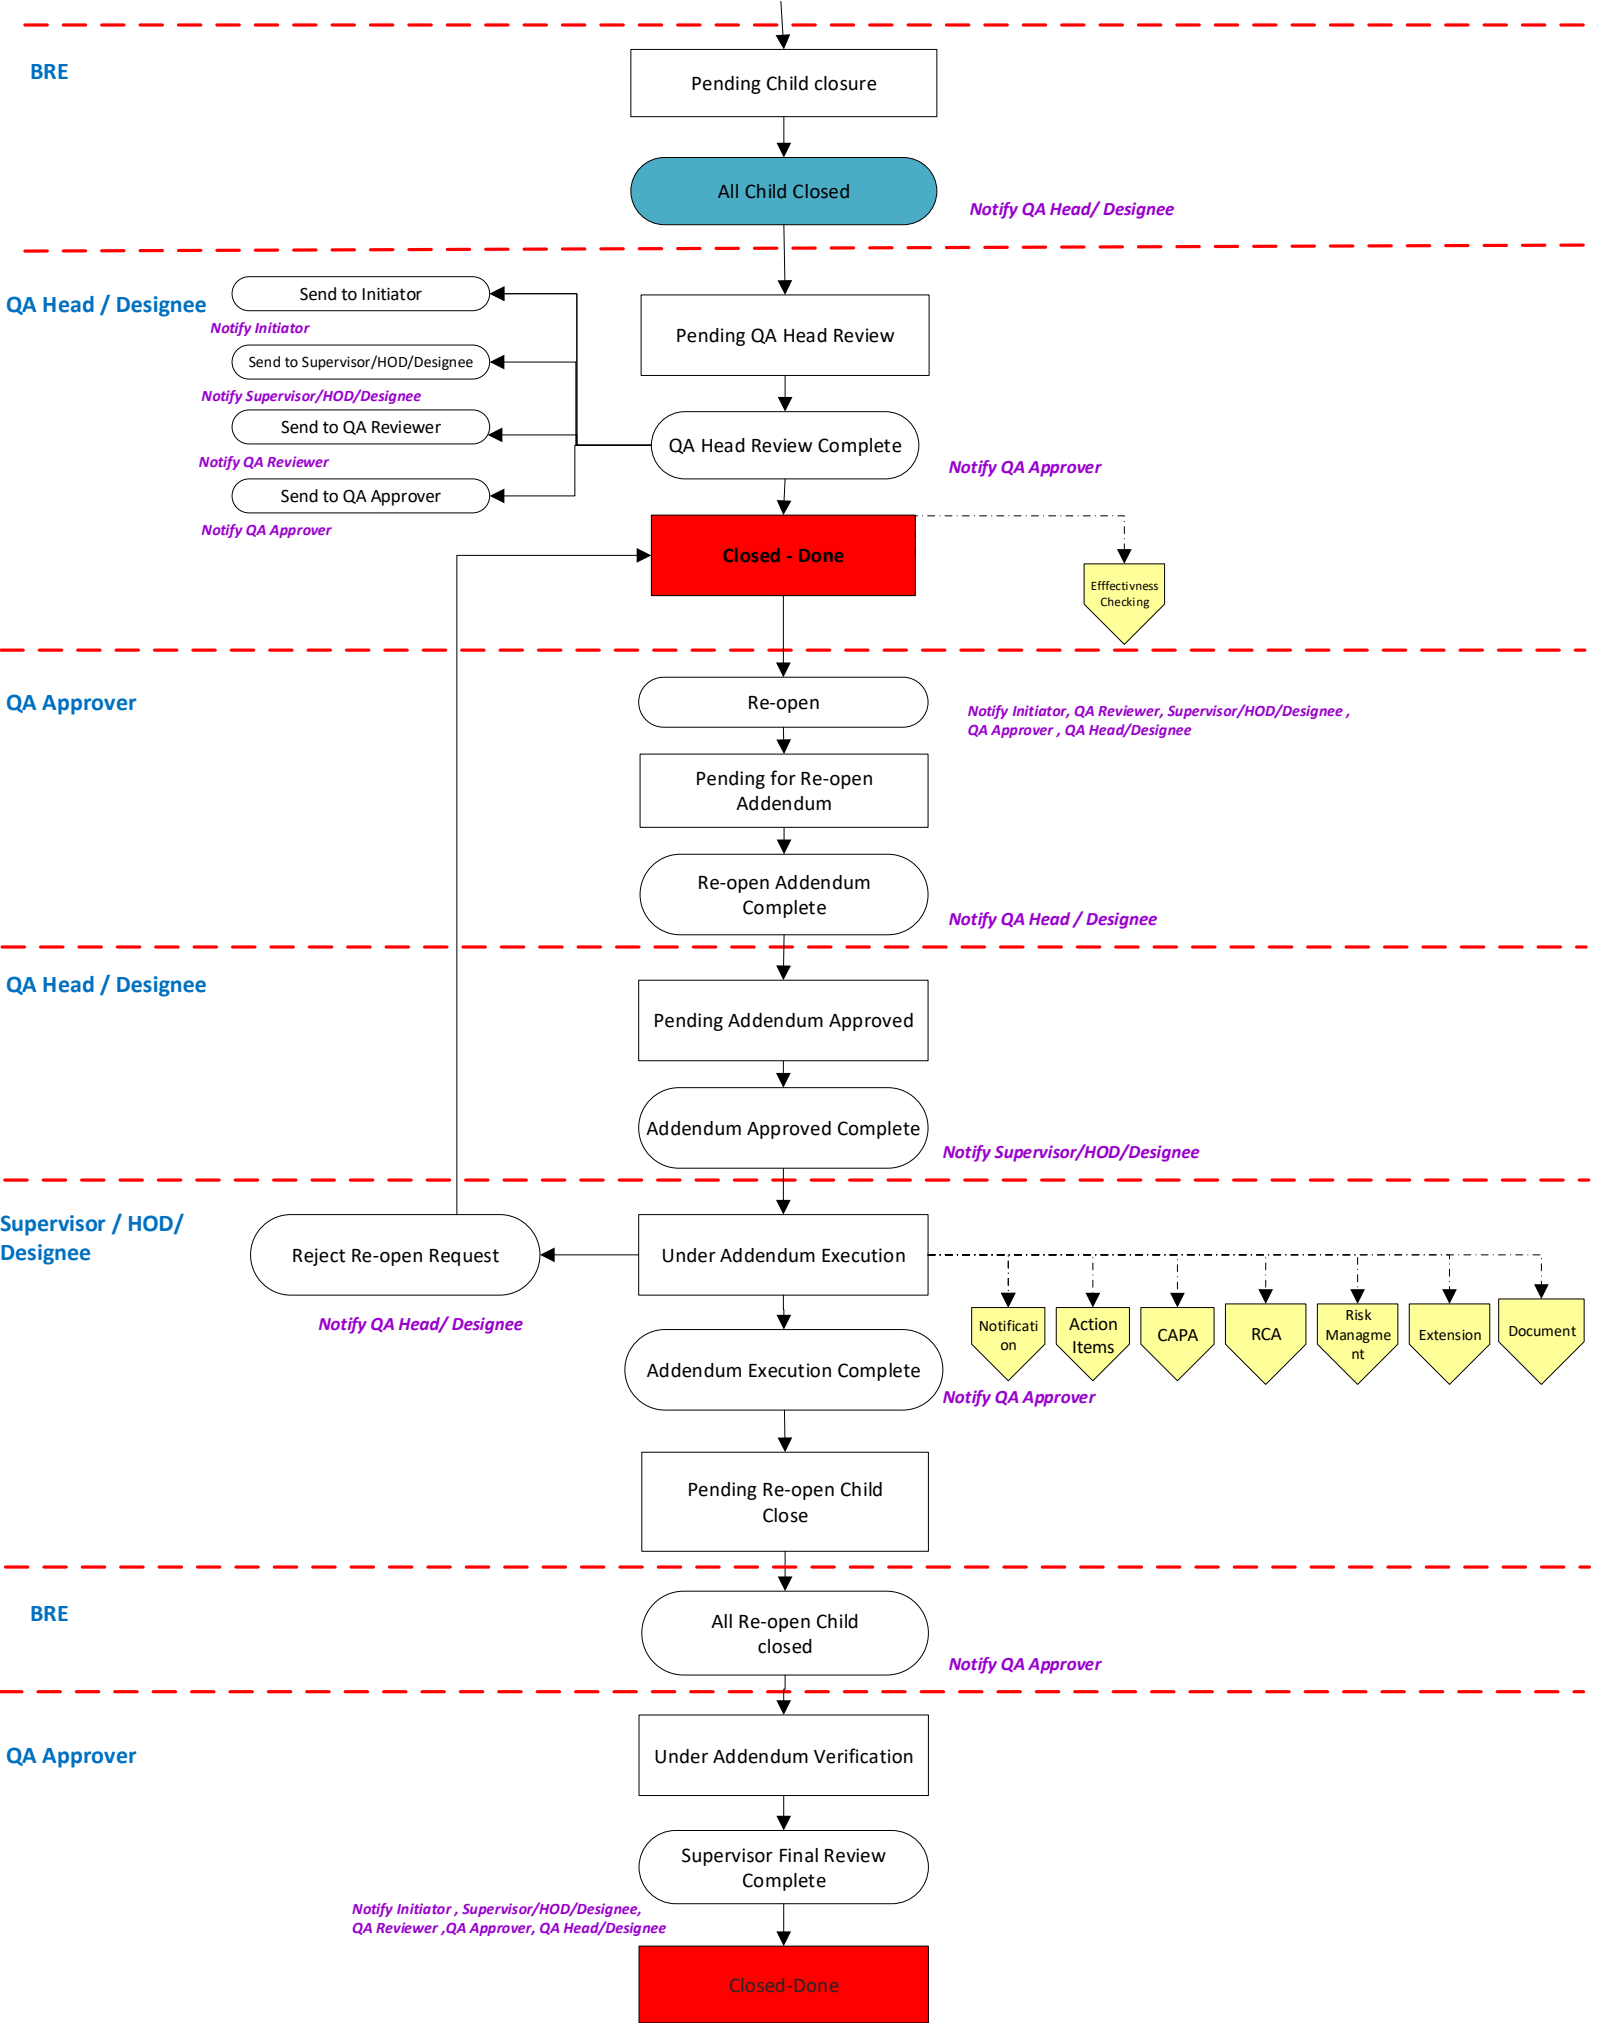 BRE
Pending Child closure
All Child Closed
Notify QA Head/ Designee
QA Head / Designee
Send to Initiator
Notify Initiator
Pending QA Head Review
Send to Supervisor/HOD/Designee
Notify Supervisor/HOD/Designee
Send to QA Reviewer
QA Head Review Complete
Notify QA Reviewer
Notify QA Approver
Send to QA Approver
Notify QA Approver
Closed - Done
Efffectivness
Checking
QA Approver
Re-open
Notify Initiator, QA Reviewer, Supervisor/HOD/Designee ,
QA Approver , QA Head/Designee
Pending for Re-open
Addendum
Re-open Addendum
Complete
Notify QA Head / Designee
QA Head / Designee
Pending Addendum Approved
Addendum Approved Complete
Notify Supervisor/HOD/Designee
Supervisor / HOD/
Designee
Reject Re-open Request
Under Addendum Execution
Notify QA Head/ Designee
Notificati
on
Action
Items
CAPA
RCA
Risk
Managme
nt
Extension
Document
Addendum Execution Complete
Notify QA Approver
Pending Re-open Child
Close
BRE
All Re-open Child
closed
Notify QA Approver
QA Approver
Under Addendum Verification
Supervisor Final Review
Complete
Notify Initiator , Supervisor/HOD/Designee,
QA Reviewer ,QA Approver, QA Head/Designee
Closed-Done